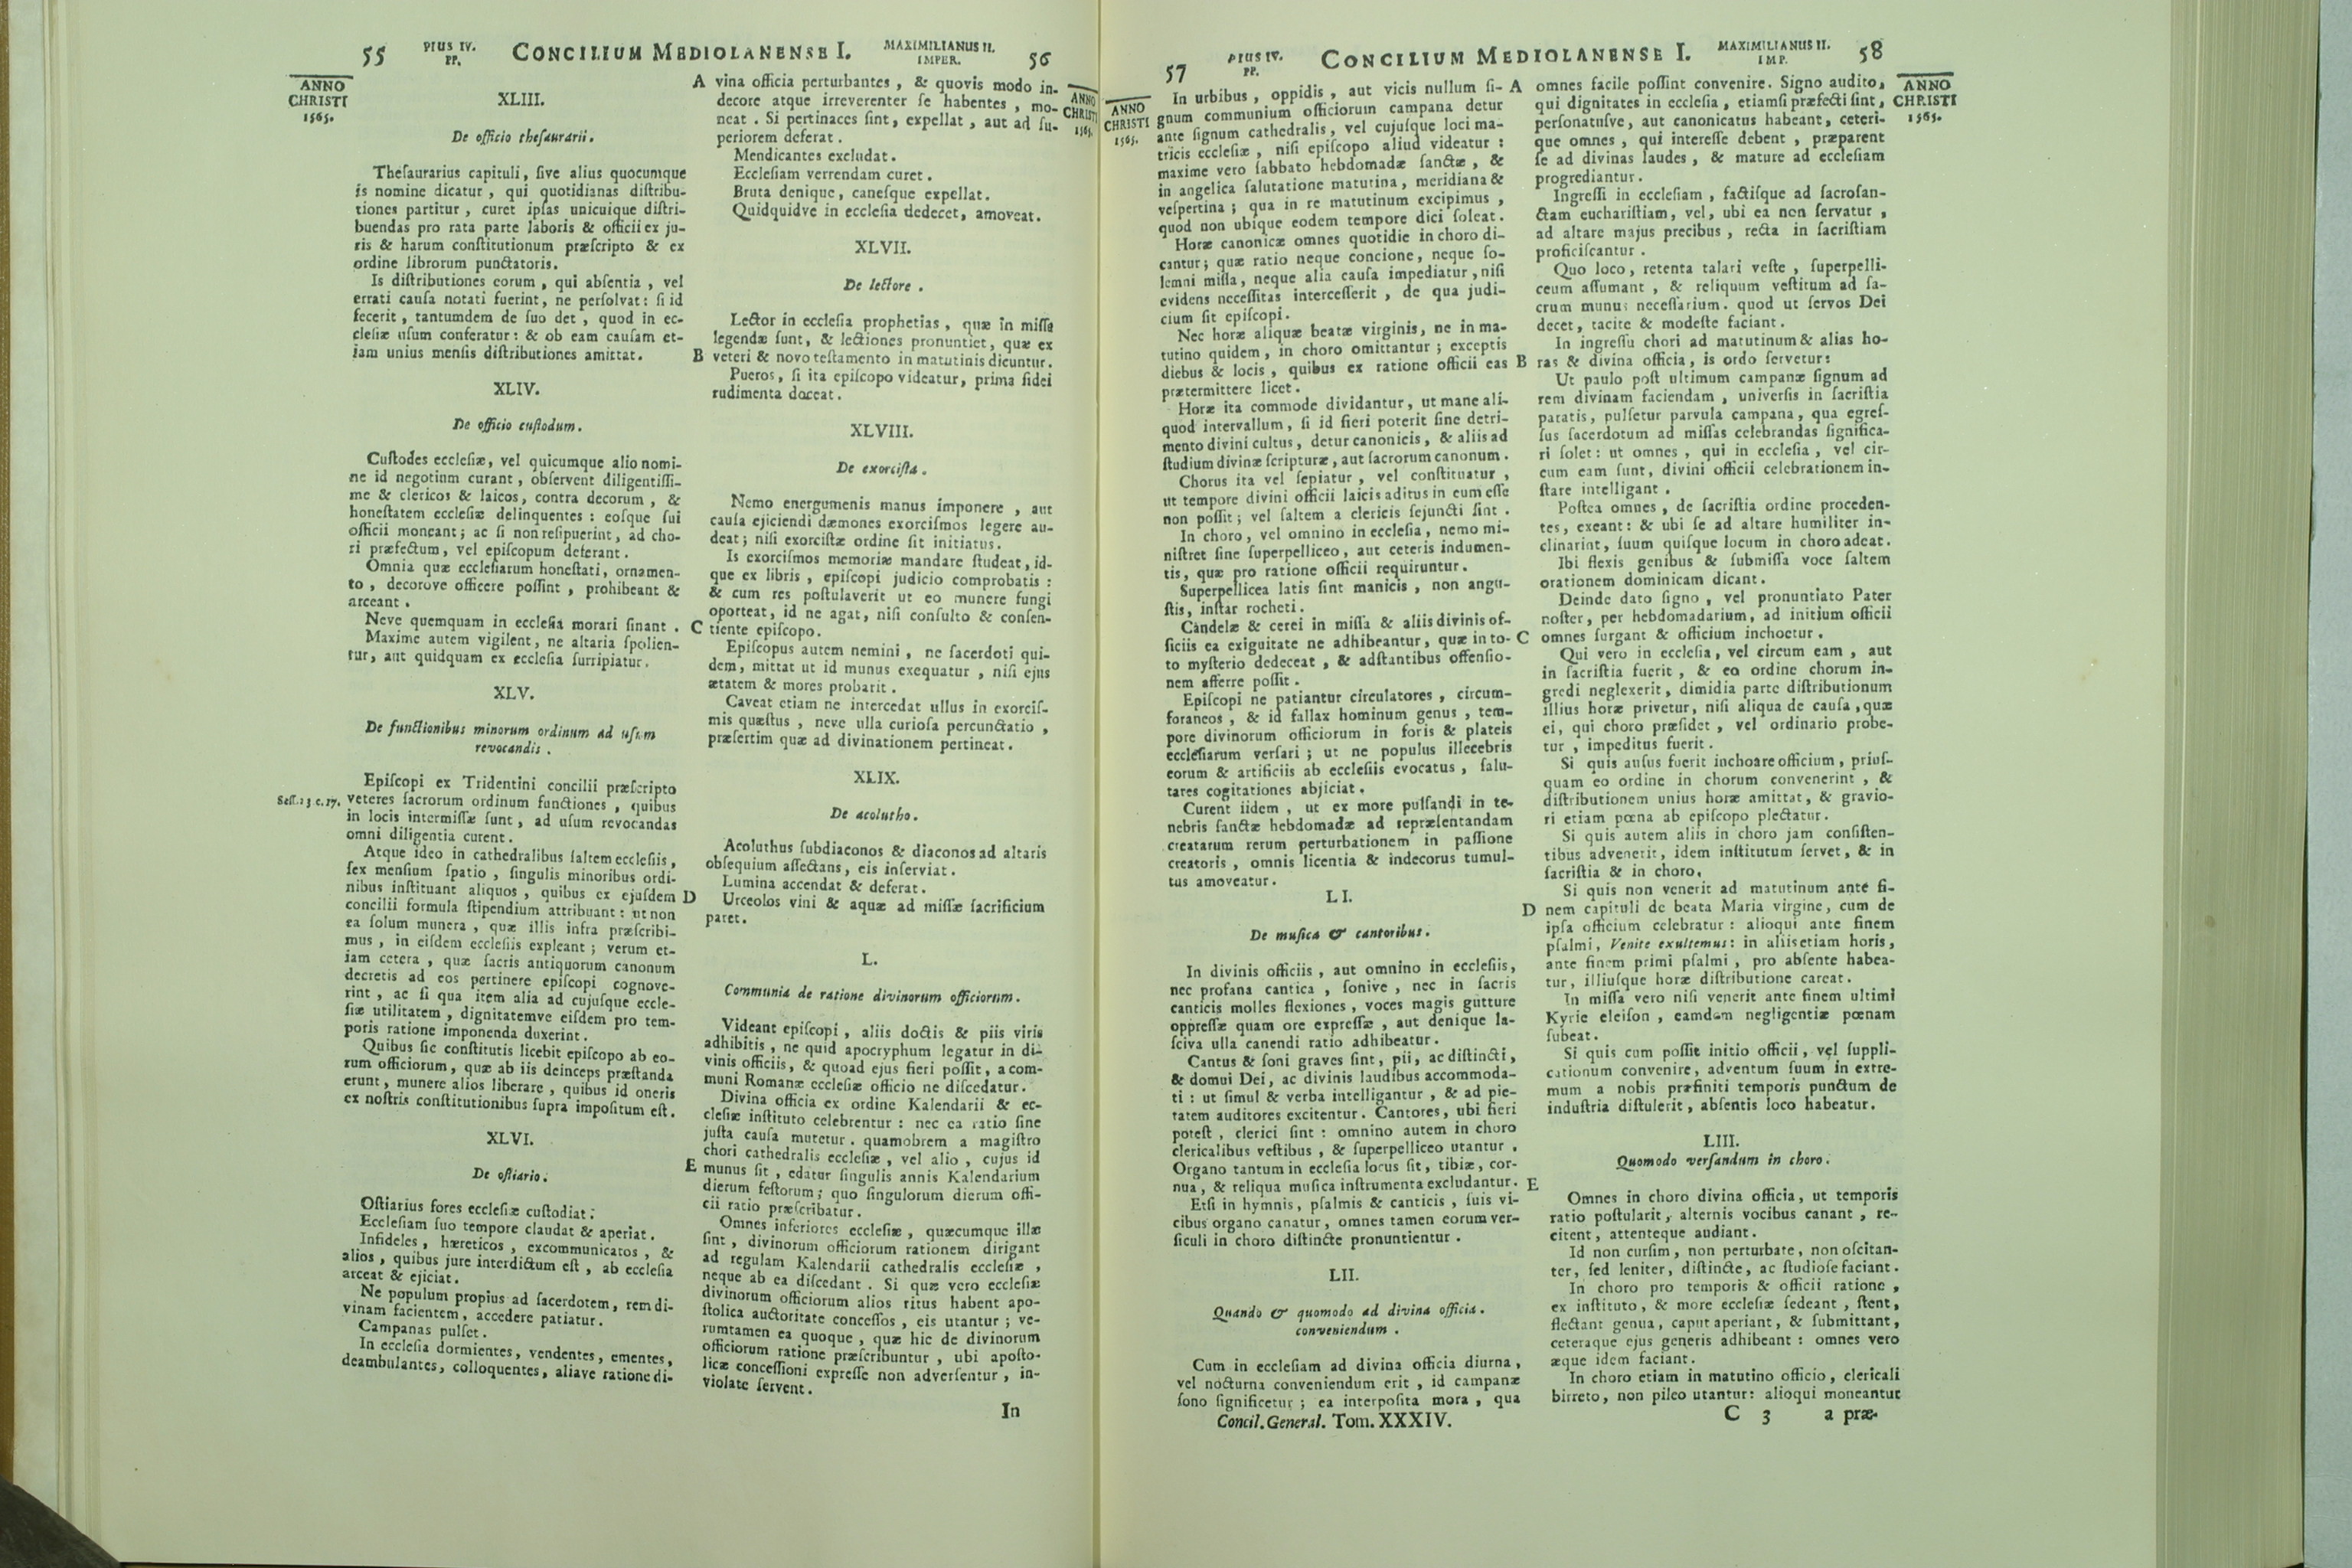 55 PIUS IV. PP. CONCILIUM MEDIOLANENSE I. MAXIMILIANUS II. IMPER. 56
ANNO
CHRISTI
1565.
XLIII.
De officio theſaurarii.
Theſaurarius capituli, ſive alius quocumque
is nomine dicatur, qui quotidianas diſtribu-
tiones partitur, curet ipſas unicuique diſtri-
buendas pro rata parte laboris & officii ex ju-
ris & harum conſtitutionum præſcripto & ex
ordine librorum punctatoris.
Is diſtributiones eorum, qui abſentia, vel
errati cauſa notati fuerint, ne perſolvat: ſi id
fecerit, tantumdem de ſuo det, quod in ec-
cleſiæ uſum conferatur: & ob eam cauſam et-
iam unius menſis diſtributiones amittat.
XLIV.
De officio cuſtodum.
Cuſtodes eccleſiæ, vel quicumque alio nomi-
ne id negotium curant, obſervent diligentiſſi-
me & clericos & laicos, contra decorum, &
honeſtatem eccleſiæ delinquentes: eoſque ſui
officii moneant; ac ſi non reſipuerint, ad cho-
ri præfectum, vel epiſcopum deferant.
Omnia quæ eccleſiarum honeſtati, ornamen-
to, decorove officere poſſint, prohibeant &
arceant.
Neve quemquam in eccleſia morari ſinant.
Maxime autem vigilent, ne altaria ſpolien-
tur, aut quidquam ex eccleſia ſurripiatur.
XLV.
De functionibus minorum ordinum ad uſum
revocandis.
Epiſcopi ex Tridentini concilii præſcripto
Seſſ. 23 c. 17. veteres ſacrorum ordinum functiones, quibus
in locis intermiſſæ ſunt, ad uſum revocandas
omni diligentia curent.
Atque ideo in cathedralibus ſaltem eccleſiis,
ſex menſium ſpatio, ſingulis minoribus ordi-
nibus inſtituant aliquos, quibus ex ejuſdem
concilii formula ſtipendium attribuant: ut non
ea ſolum munera, quæ illis infra præſcribi-
mus, in eiſdem eccleſiis expleant; verum et-
iam cetera, quæ ſacris antiquorum canonum
decretis ad eos pertinere epiſcopi cognove-
rint, ac ſi qua item alia ad cujuſque eccle-
ſiæ utilitatem, dignitatemve eiſdem pro tem-
poris ratione imponenda duxerint.
Quibus ſic conſtitutis licebit epiſcopo ab eo-
rum officiorum, quæ ab iis deinceps præſtanda
erunt, munere alios liberare, quibus id oneris
ex noſtris conſtitutionibus ſupra impoſitum eſt.
XLVI.
De oſtiario.
Oſtiarius fores eccleſiæ cuſtodiat:
Eccleſiam ſuo tempore claudat & aperiat.
Infideles, hæreticos, excommunicatos, &
alios, quibus jure interdictum eſt, ab eccleſia
arceat & ejiciat.
Ne populum propius ad ſacerdotem, rem di-
vinam facientem, accedere patiatur.
Campanas pulſet.
In eccleſia dormientes, vendentes, ementes,
deambulantes, colloquentes, aliave ratione di-
A vina officia perturbantes, & quovis modo in-
decore atque irreverenter ſe habentes, mo-
neat. Si pertinaces ſint, expellat, aut ad ſu-
periorem deferat.
ANNO
CHRISTI
1565.
Mendicantes excludat.
Eccleſiam verrendam curet.
Bruta denique, caneſque expellat.
Quidquidve in eccleſia dedecet, amoveat.
XLVII.
De lectore.
Lector in eccleſia prophetias, quæ in miſſa
legendæ ſunt, & lectiones pronuntiet, quæ ex
B veteri & novo teſtamento in matutinis dicuntur.
Pueros, ſi ita epiſcopo videatur, prima fidei
rudimenta doceat.
XLVIII.
De exorciſta.
Nemo energumenis manus imponere, aut
cauſa ejiciendi dæmones exorciſmos legere au-
deat; niſi exorciſtæ ordine ſit initiatus.
Is exorciſmos memoriæ mandare ſtudeat, id-
que ex libris, epiſcopi judicio comprobatis:
& cum res poſtulaverit ut eo munere fungi
oporteat, id ne agat, niſi conſulto & conſen-
C tiente epiſcopo.
Epiſcopus autem nemini, ne ſacerdoti qui-
dem, mittat ut id munus exequatur, niſi ejus
ætatem & mores probarit.
Caveat etiam ne intercedat ullus in exorciſ-
mis quæſtus, neve ulla curioſa percunctatio,
præſertim quæ ad divinationem pertineat.
XLIX.
De acolutho.
Acoluthus ſubdiaconos & diaconos ad altaris
obſequium aſſectans, eis inſerviat.
Lumina accendat & deferat.
D Urceolos vini & aquæ ad miſſæ ſacrificium
paret.
L.
Communia de ratione divinorum officiorum.
Videant epiſcopi, aliis doctis & piis viris
adhibitis, ne quid apocryphum legatur in di-
vinis officiis, & quoad ejus fieri poſſit, a com-
muni Romanæ eccleſiæ officio ne diſcedatur.
Divina officia ex ordine Kalendarii & ec-
cleſiæ inſtituto celebrentur: nec ea ratio ſine
juſta cauſa mutetur. quamobrem a magiſtro
chori cathedralis eccleſiæ, vel alio, cujus id
E munus ſit, edatur ſingulis annis Kalendarium
dierum feſtorum; quo ſingulorum dierum offi-
cii ratio præſcribatur.
Omnes inferiores eccleſiæ, quæcumque illæ
ſint, divinorum officiorum rationem dirigant
ad regulam Kalendarii cathedralis eccleſiæ,
neque ab ea diſcedant. Si quæ vero eccleſiæ
divinorum officiorum alios ritus habent apo-
ſtolica auctoritate conceſſos, eis utantur; ve-
rumtamen ea quoque, quæ hic de divinorum
officiorum ratione præſcribuntur, ubi apoſto-
licæ conceſſioni expreſſe non adverſentur, in-
violate ſervent.
In
57 PIUS IV. PP. CONCILIUM MEDIOLANENSE I. MAXIMILIANUS II. IMP. 58
ANNO
CHRISTI
1565.
In urbibus, oppidis, aut vicis nullum ſi-
gnum communium officiorum campana detur
ante ſignum cathedralis, vel cujuſque loci ma-
tricis eccleſiæ, niſi epiſcopo aliud videatur:
maxime vero ſabbato hebdomadæ ſanctæ, &
in angelica ſalutatione matutina, meridiana &
veſpertina; qua in re matutinum excipimus,
quod non ubique eodem tempore dici ſoleat.
Horæ canonicæ omnes quotidie in choro di-
cantur; quæ ratio neque concione, neque ſo-
lemni miſſa, neque alia cauſa impediatur, niſi
evidens neceſſitas interceſſerit, de qua judi-
cium ſit epiſcopi.
Nec horæ aliquæ beatæ virginis, ne in ma-
tutino quidem, in choro omittantur; exceptis
diebus & locis, quibus ex ratione officii eas
prætermittere licet.
Horæ ita commode dividantur, ut mane ali-
quod intervallum, ſi id fieri poterit ſine detri-
mento divini cultus, detur canonicis, & aliis ad
ſtudium divinæ ſcripturæ, aut ſacrorum canonum.
Chorus ita vel ſepiatur, vel conſtituatur,
ut tempore divini officii laicis aditus in eum eſſe
non poſſit; vel ſaltem a clericis ſejuncti ſint.
In choro, vel omnino in eccleſia, nemo mi-
niſtret ſine ſuperpelliceo, aut ceteris indumen-
tis, quæ pro ratione officii requiruntur.
Superpellicea latis ſint manicis, non angu-
ſtis, inſtar rocheti.
Candelæ & cerei in miſſa & aliis divinis of-
ficiis ea exiguitate ne adhibeantur, quæ in to-
to myſterio dedeceat, & adſtantibus offenſio-
nem afferre poſſit.
Epiſcopi ne patiantur circulatores, circum-
foraneos, & id fallax hominum genus, tem-
pore divinorum officiorum in foris & plateis
eccleſiarum verſari; ut ne populus illecebris
eorum & artificiis ab eccleſiis evocatus, ſalu-
tares cogitationes abjiciat.
Curent iidem, ut ex more pulſandi in te-
nebris ſanctæ hebdomadæ ad repræſentandam
creatarum rerum perturbationem in paſſione
creatoris, omnis licentia & indecorus tumul-
tus amoveatur.
LI.
De muſica & cantoribus.
In divinis officiis, aut omnino in eccleſiis,
nec profana cantica, ſonive, nec in ſacris
canticis molles flexiones, voces magis gutture
oppreſſæ quam ore expreſſæ, aut denique la-
ſciva ulla canendi ratio adhibeatur.
Cantus & ſoni graves ſint, pii, ac diſtincti,
& domui Dei, ac divinis laudibus accommoda-
ti: ut ſimul & verba intelligantur, & ad pie-
tatem auditores excitentur. Cantores, ubi fieri
poteſt, clerici ſint: omnino autem in choro
clericalibus veſtibus, & ſuperpelliceo utantur.
Organo tantum in eccleſia locus ſit, tibiæ, cor-
nua, & reliqua muſica inſtrumenta excludantur.
Etſi in hymnis, pſalmis & canticis, ſuis vi-
cibus organo canatur, omnes tamen eorum ver-
ſiculi in choro diſtincte pronuntientur.
LII.
Quando & quomodo ad divina officia.
conveniendum.
Cum in eccleſiam ad divina officia diurna,
vel nocturna conveniendum erit, id campanæ
ſono ſignificetur; ea interpoſita mora, qua
A omnes facile poſſint convenire. Signo audito,
qui dignitates in eccleſia, etiamſi præfecti ſint,
perſonatuſve, aut canonicatus habeant, ceteri-
que omnes, qui intereſſe debent, præparent
ſe ad divinas laudes, & mature ad eccleſiam
progrediantur.
ANNO
CHRISTI
1565.
Ingreſſi in eccleſiam, factiſque ad ſacroſan-
ctam euchariſtiam, vel, ubi ea non ſervatur,
ad altare majus precibus, recta in ſacriſtiam
proficiſcantur.
Quo loco, retenta talari veſte, ſuperpelli-
ceum aſſumant, & reliquum veſtitum ad ſa-
crum munus neceſſarium. quod ut ſervos Dei
decet, tacite & modeſte faciant.
In ingreſſu chori ad matutinum & alias ho-
B ras & divina officia, is ordo ſervetur:
Ut paulo poſt ultimum campanæ ſignum ad
rem divinam faciendam, univerſis in ſacriſtia
paratis, pulſetur parvula campana, qua egreſ-
ſus ſacerdotum ad miſſas celebrandas ſignifica-
ri ſolet: ut omnes, qui in eccleſia, vel cir-
cum eam ſunt, divini officii celebrationem in-
ſtare intelligant.
Poſtea omnes, de ſacriſtia ordine proceden-
tes, exeant: & ubi ſe ad altare humiliter in-
clinarint, ſuum quiſque locum in choro adeat.
Ibi flexis genibus & ſubmiſſa voce ſaltem
orationem dominicam dicant.
Deinde dato ſigno, vel pronuntiato Pater
noſter, per hebdomadarium, ad initium officii
C omnes ſurgant & officium inchoetur.
Qui vero in eccleſia, vel circum eam, aut
in ſacriſtia fuerit, & eo ordine chorum in-
gredi neglexerit, dimidia parte diſtributionum
illius horæ privetur, niſi aliqua de cauſa, quæ
ei, qui choro præſidet, vel ordinario probe-
tur, impeditus fuerit.
Si quis auſus fuerit inchoare officium, priuſ-
quam eo ordine in chorum convenerint, &
diſtributionem unius horæ amittat, & gravio-
ri etiam pœna ab epiſcopo plectatur.
Si quis autem aliis in choro jam conſiſten-
tibus advenerit, idem inſtitutum ſervet, & in
ſacriſtia & in choro.
Si quis non venerit ad matutinum ante fi-
D nem capituli de beata Maria virgine, cum de
ipſa officium celebratur: alioqui ante finem
pſalmi, Venite exultemus: in aliis etiam horis,
ante finem primi pſalmi, pro abſente habea-
tur, illiuſque horæ diſtributione careat.
In miſſa vero niſi venerit ante finem ultimi
Kyrie eleiſon, eamdem negligentiæ pœnam
ſubeat.
Si quis cum poſſit initio officii, vel ſuppli-
cationum convenire, adventum ſuum in extre-
mum a nobis præfiniti temporis punctum de
induſtria diſtulerit, abſentis loco habeatur.
LIII.
Quomodo verſandum in choro.
E
Omnes in choro divina officia, ut temporis
ratio poſtularit, alternis vocibus canant, re-
citent, attenteque audiant.
Id non curſim, non perturbate, non oſcitan-
ter, ſed leniter, diſtincte, ac ſtudioſe faciant.
In choro pro temporis & officii ratione,
ex inſtituto, & more eccleſiæ ſedeant, ſtent,
flectant genua, caput aperiant, & ſubmittant,
ceteraque ejus generis adhibeant: omnes vero
æque idem faciant.
In choro etiam in matutino officio, clericali
birreto, non pileo utantur: alioqui moneantur
Concil. General. Tom. XXXIV. C 3 a præ-